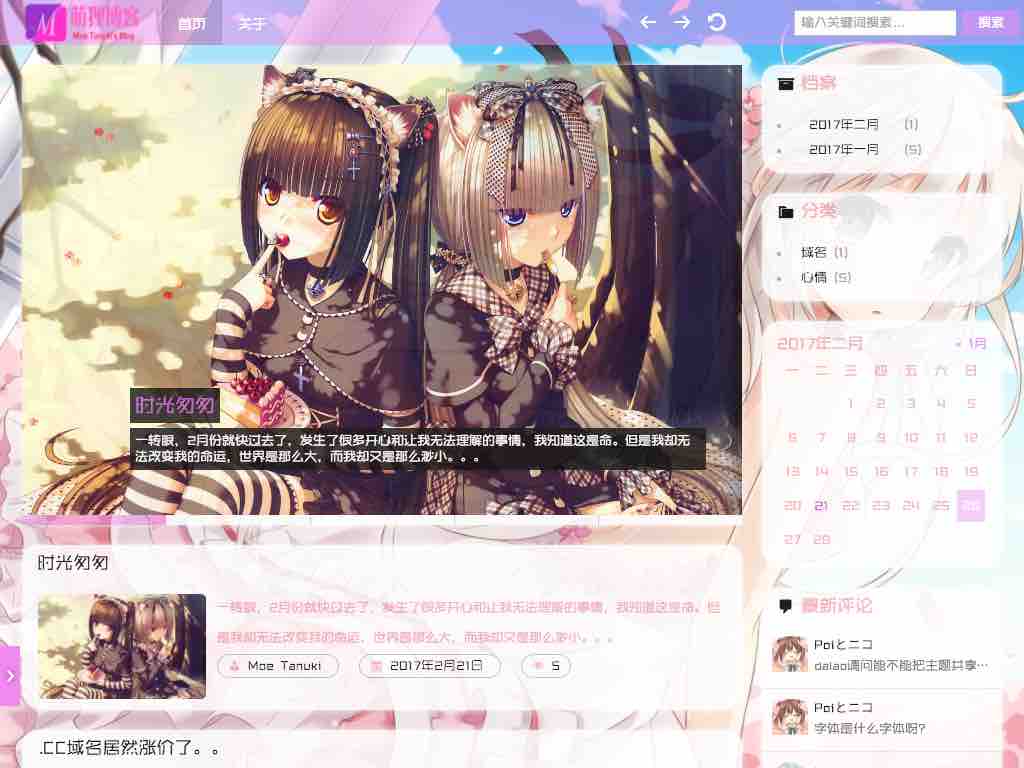 萌狸博客
Moe Tanuki's Blog
首页
关于
输入关键词搜索...
搜索
时光匆匆
一转眼，2月份就快过去了，发生了很多开心和让我无法理解的事情，我知道这是命。但是我却无
法改变我的命运，世界是那么大，而我却又是那么渺小。。。
时光匆匆
一转眼，2月份就快过去了，发生了很多开心和让我无法理解的事情，我知道这是命。但
是我却无法改变我的命运，世界是那么大，而我却又是那么渺小。。。
Moe Tanuki
2017年2月21日
5
.CC域名居然涨价了。。
档案
2017年二月 (1)
2017年一月 (5)
分类
域名 (1)
心情 (5)
2017年二月
« 1月
一 二 三 四 五 六 日
1 2 3 4 5
6 7 8 9 10 11 12
13 14 15 16 17 18 19
20 21 22 23 24 25 26
27 28
最新评论
Poiとニコ
dalao请问能不能把主题共享…
Poiとニコ
字体是什么字体呀？